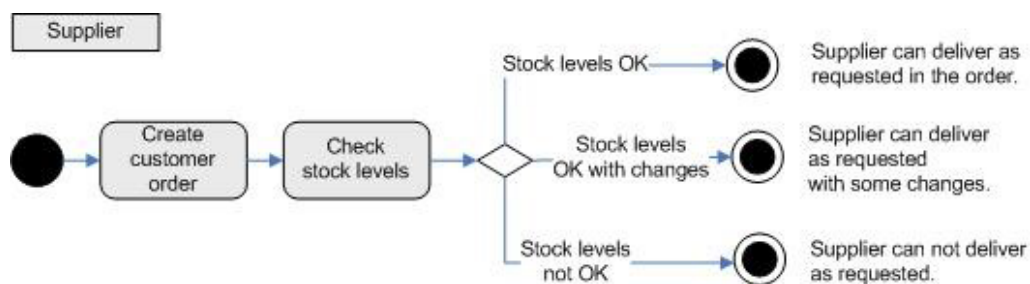 Supplier
Create
customer
order
Check
stock levels
Stock levels OK
Supplier can deliver as
requested in the order.
Stock levels
OK with changes
Supplier can deliver
as requested
with some changes.
Stock levels
not OK
Supplier can not deliver
as requested.